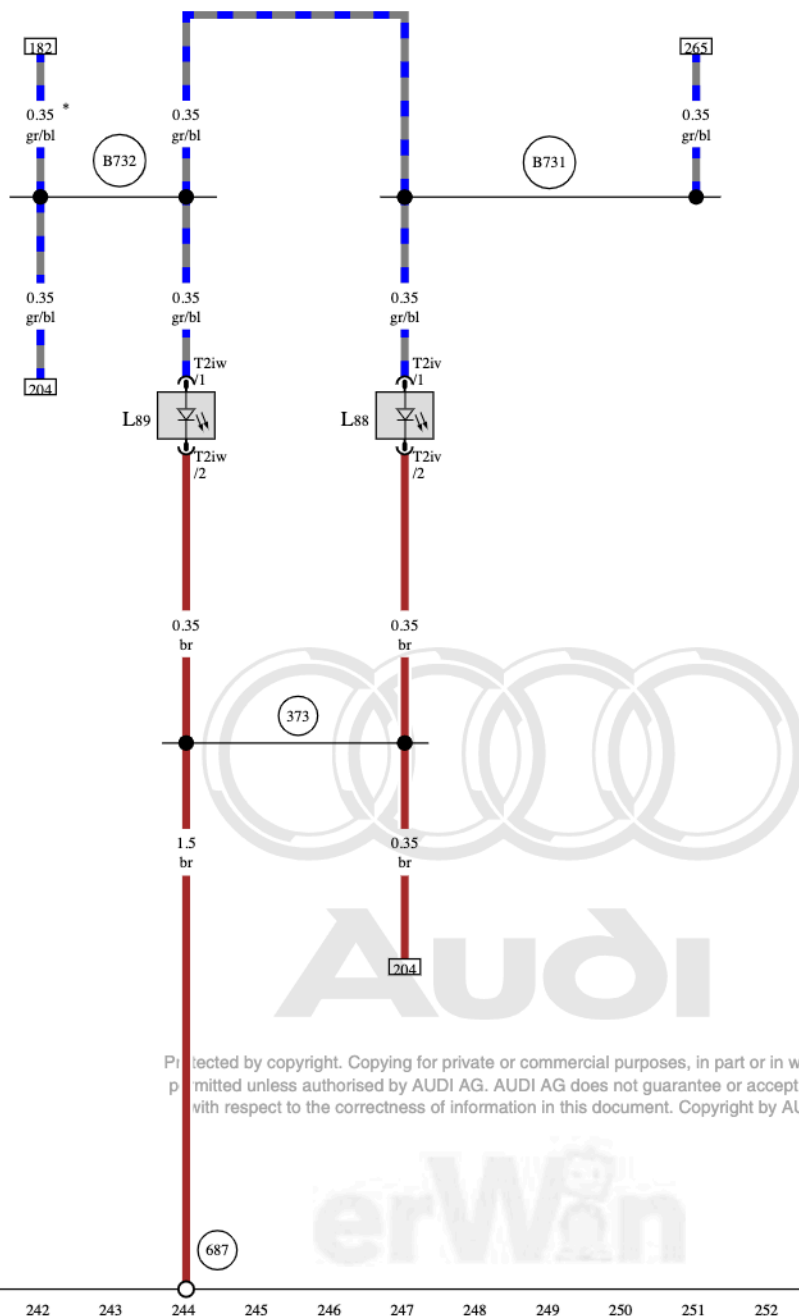 182
265
0.35 *
gr/bl
0.35
gr/bl
0.35
gr/bl
B732
B731
0.35
gr/bl
0.35
gr/bl
0.35
gr/bl
204
T2iw
/1
T2iv
/1
L89
L88
T2iw
/2
T2iv
/2
0.35
br
0.35
br
373
1.5
br
0.35
br
204
Audi
Protected by copyright. Copying for private or commercial purposes, in part or in w
permitted unless authorised by AUDI AG. AUDI AG does not guarantee or accept
with respect to the correctness of information in this document. Copyright by AU
erWin
687
242 243 244 245 246 247 248 249 250 251 252